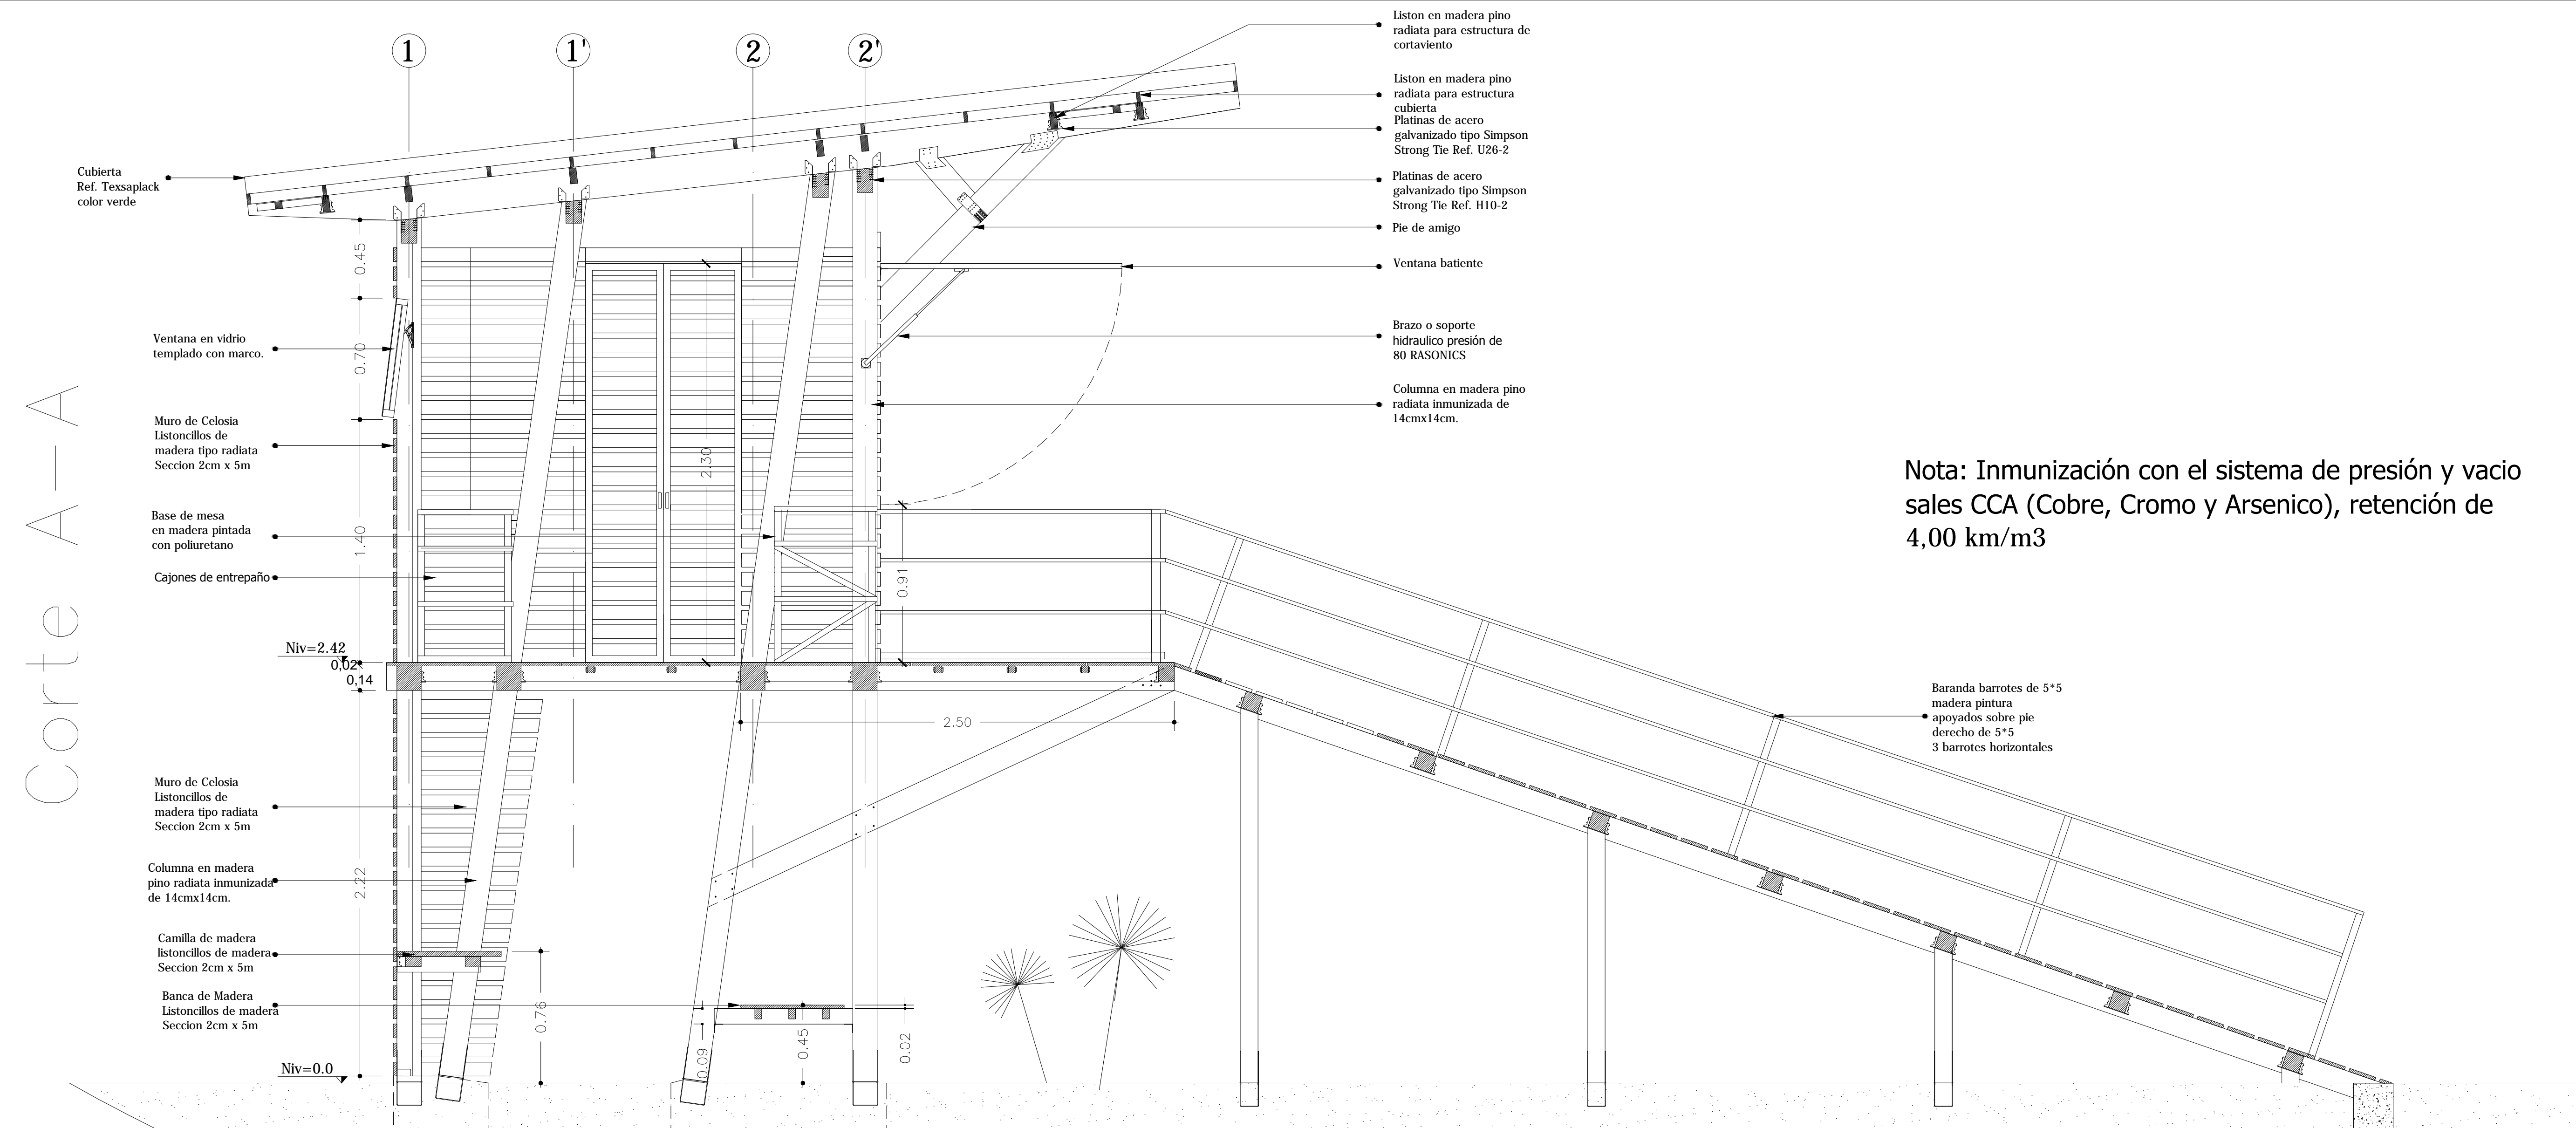 1
1'
2
2'
Liston en madera pino
radiata para estructura de
cortaviento
Liston en madera pino
radiata para estructura
cubierta
Platinas de acero
galvanizado tipo Simpson
Strong Tie Ref. U26-2
Platinas de acero
galvanizado tipo Simpson
Strong Tie Ref. H10-2
Pie de amigo
Ventana batiente
Brazo o soporte
hidraulico presión de
80 RASONICS
Columna en madera pino
radiata inmunizada de
14cmx14cm.
Cubierta
Ref. Texsaplack
color verde
Ventana en vidrio
templado con marco.
Muro de Celosia
Listoncillos de
madera tipo radiata
Seccion 2cm x 5m
Base de mesa
en madera pintada
con poliuretano
Cajones de entrepaño
Niv=2.42
0,02
0,14
Muro de Celosia
Listoncillos de
madera tipo radiata
Seccion 2cm x 5m
Columna en madera
pino radiata inmunizada
de 14cmx14cm.
Camilla de madera
listoncillos de madera
Seccion 2cm x 5m
Banca de Madera
Listoncillos de madera
Seccion 2cm x 5m
Niv=0.0
Corte A-A
0.45
0.70
1.40
2.22
2.30
0.91
2.50
0.76
0.09
0.45
0.02
Nota: Inmunización con el sistema de presión y vacio
sales CCA (Cobre, Cromo y Arsenico), retención de
4,00 km/m3
Baranda barrotes de 5*5
madera pintura
apoyados sobre pie
derecho de 5*5
3 barrotes horizontales